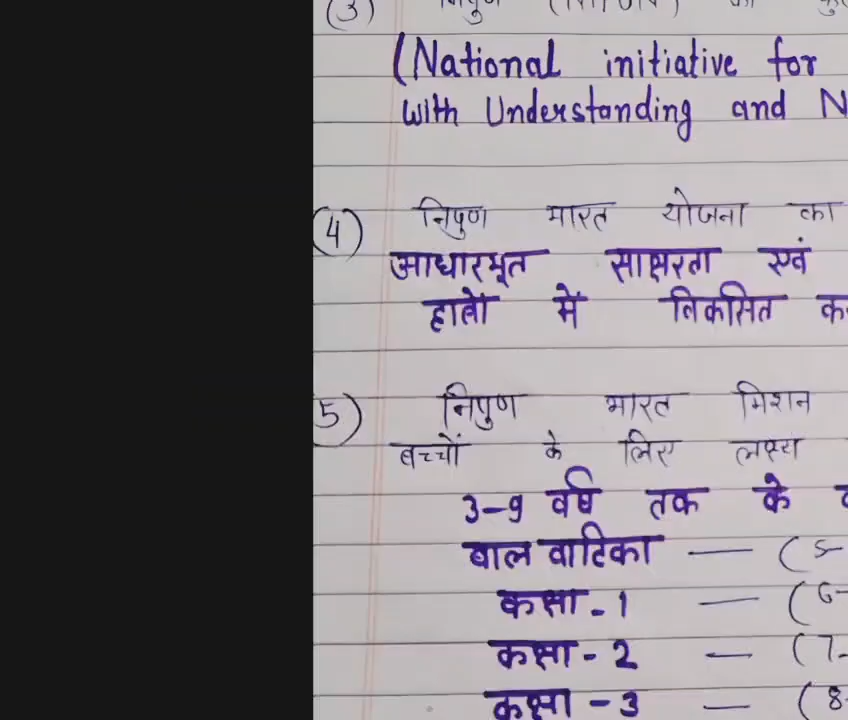 (3) निपुण
(National initiative for
with Understanding and N
(4) निपुण भारत योजना का
आधारभूत साक्षरता एवं
छात्रों में विकसित क
5) निपुण भारत मिशन
बच्चों के लिए लक्ष्य
3-9 वर्ष तक के
बाल वाटिका — (5-
कक्षा - 1 — (6-
कक्षा - 2 — (7-
कक्षा - 3 — (8-